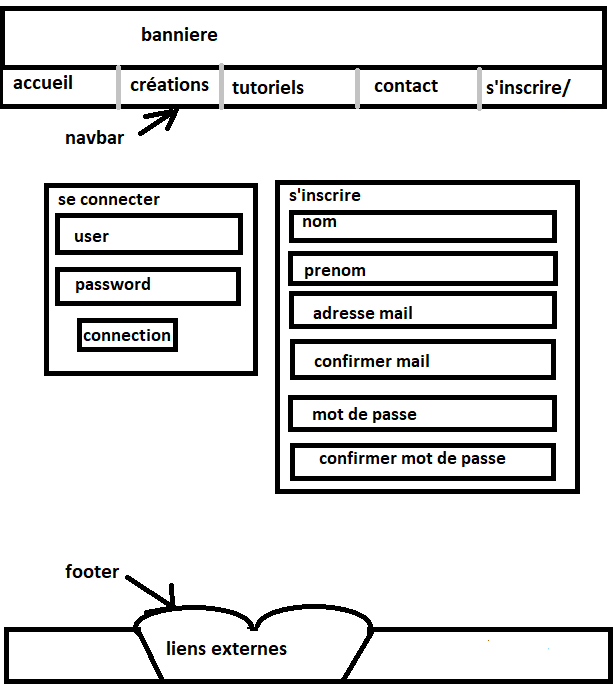 banniere
accueil
créations
tutoriels
contact
s'inscrire/
navbar
se connecter
user
password
connection
s'inscrire
nom
prenom
adresse mail
confirmer mail
mot de passe
confirmer mot de passe
footer
liens externes